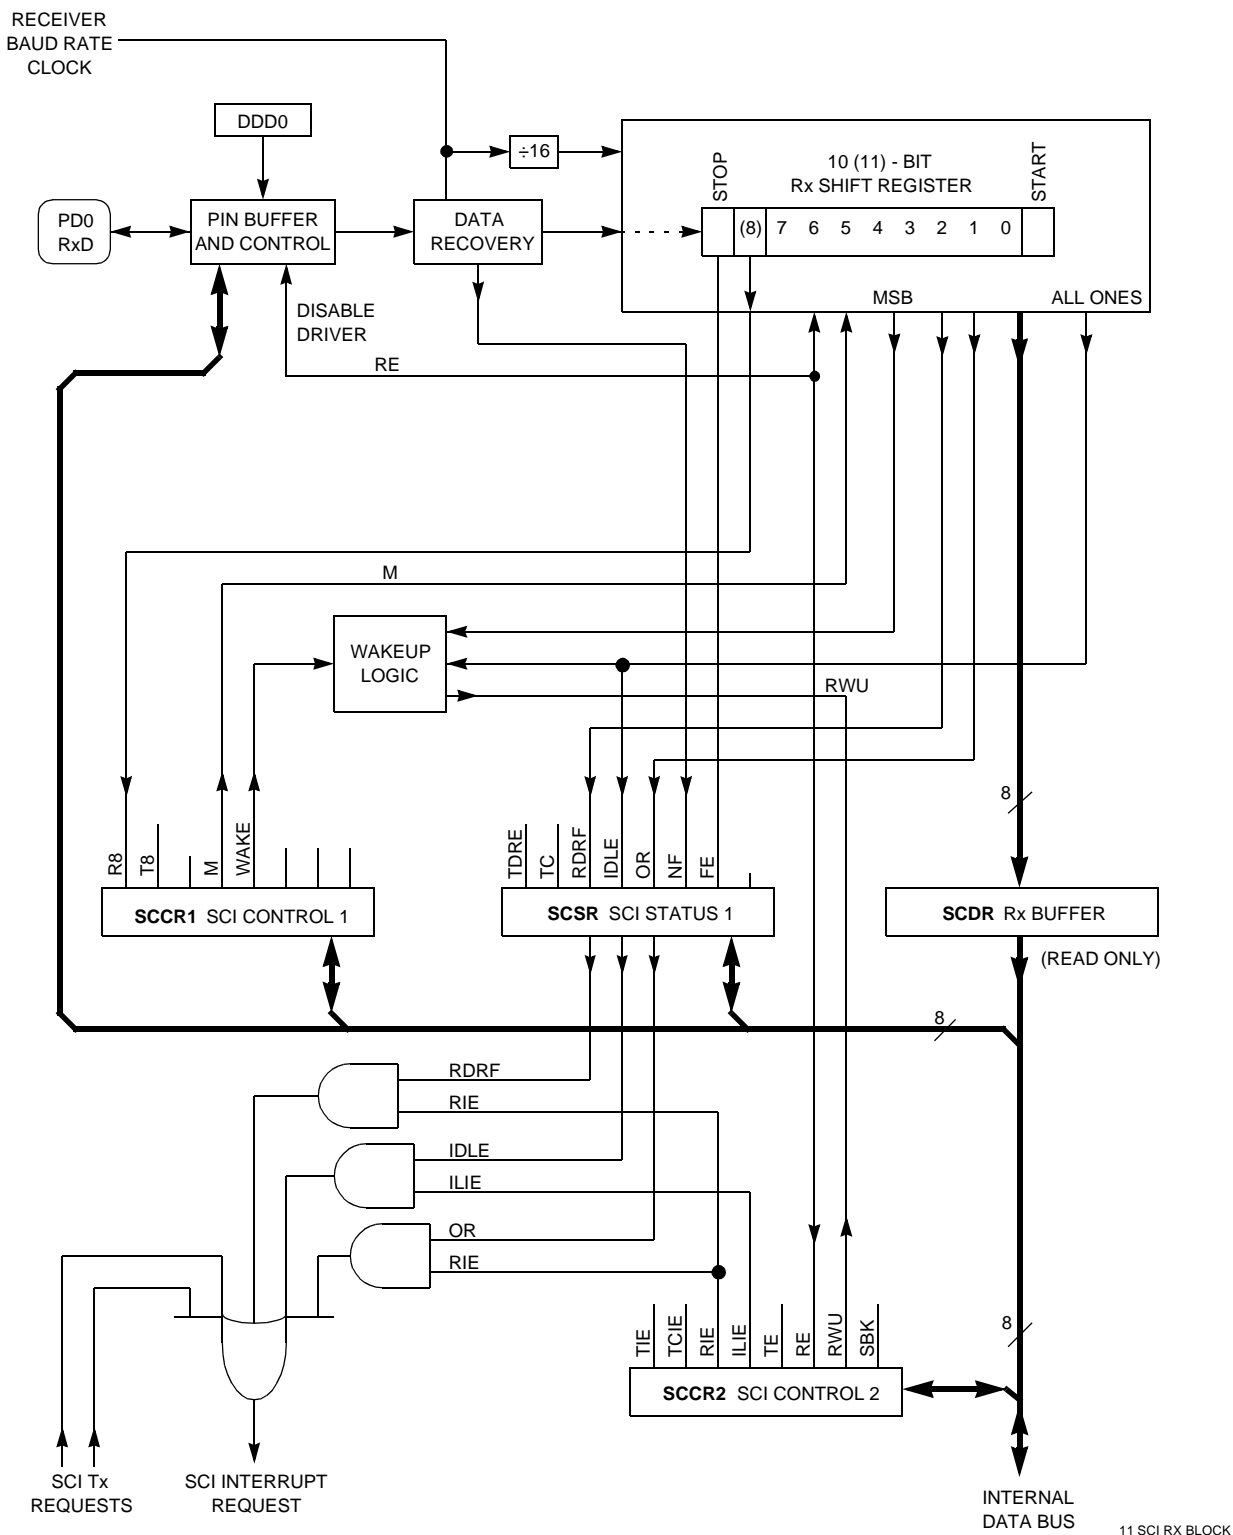 RECEIVER
BAUD RATE
CLOCK
DDD0
÷16
STOP
10 (11) - BIT
Rx SHIFT REGISTER
START
PD0
RxD
PIN BUFFER
AND CONTROL
DATA
RECOVERY
(8) 7 6 5 4 3 2 1 0
MSB
ALL ONES
DISABLE
DRIVER
RE
M
WAKEUP
LOGIC
RWU
8
R8
T8
M
WAKE
TDRE
TC
RDRF
IDLE
OR
NF
FE
SCCR1 SCI CONTROL 1
SCSR SCI STATUS 1
SCDR Rx BUFFER
(READ ONLY)
8
RDRF
RIE
IDLE
ILIE
OR
RIE
8
TIE
TCIE
RIE
ILIE
TE
RE
RWU
SBK
SCCR2 SCI CONTROL 2
SCI Tx
REQUESTS
SCI INTERRUPT
REQUEST
INTERNAL
DATA BUS
11 SCI RX BLOCK